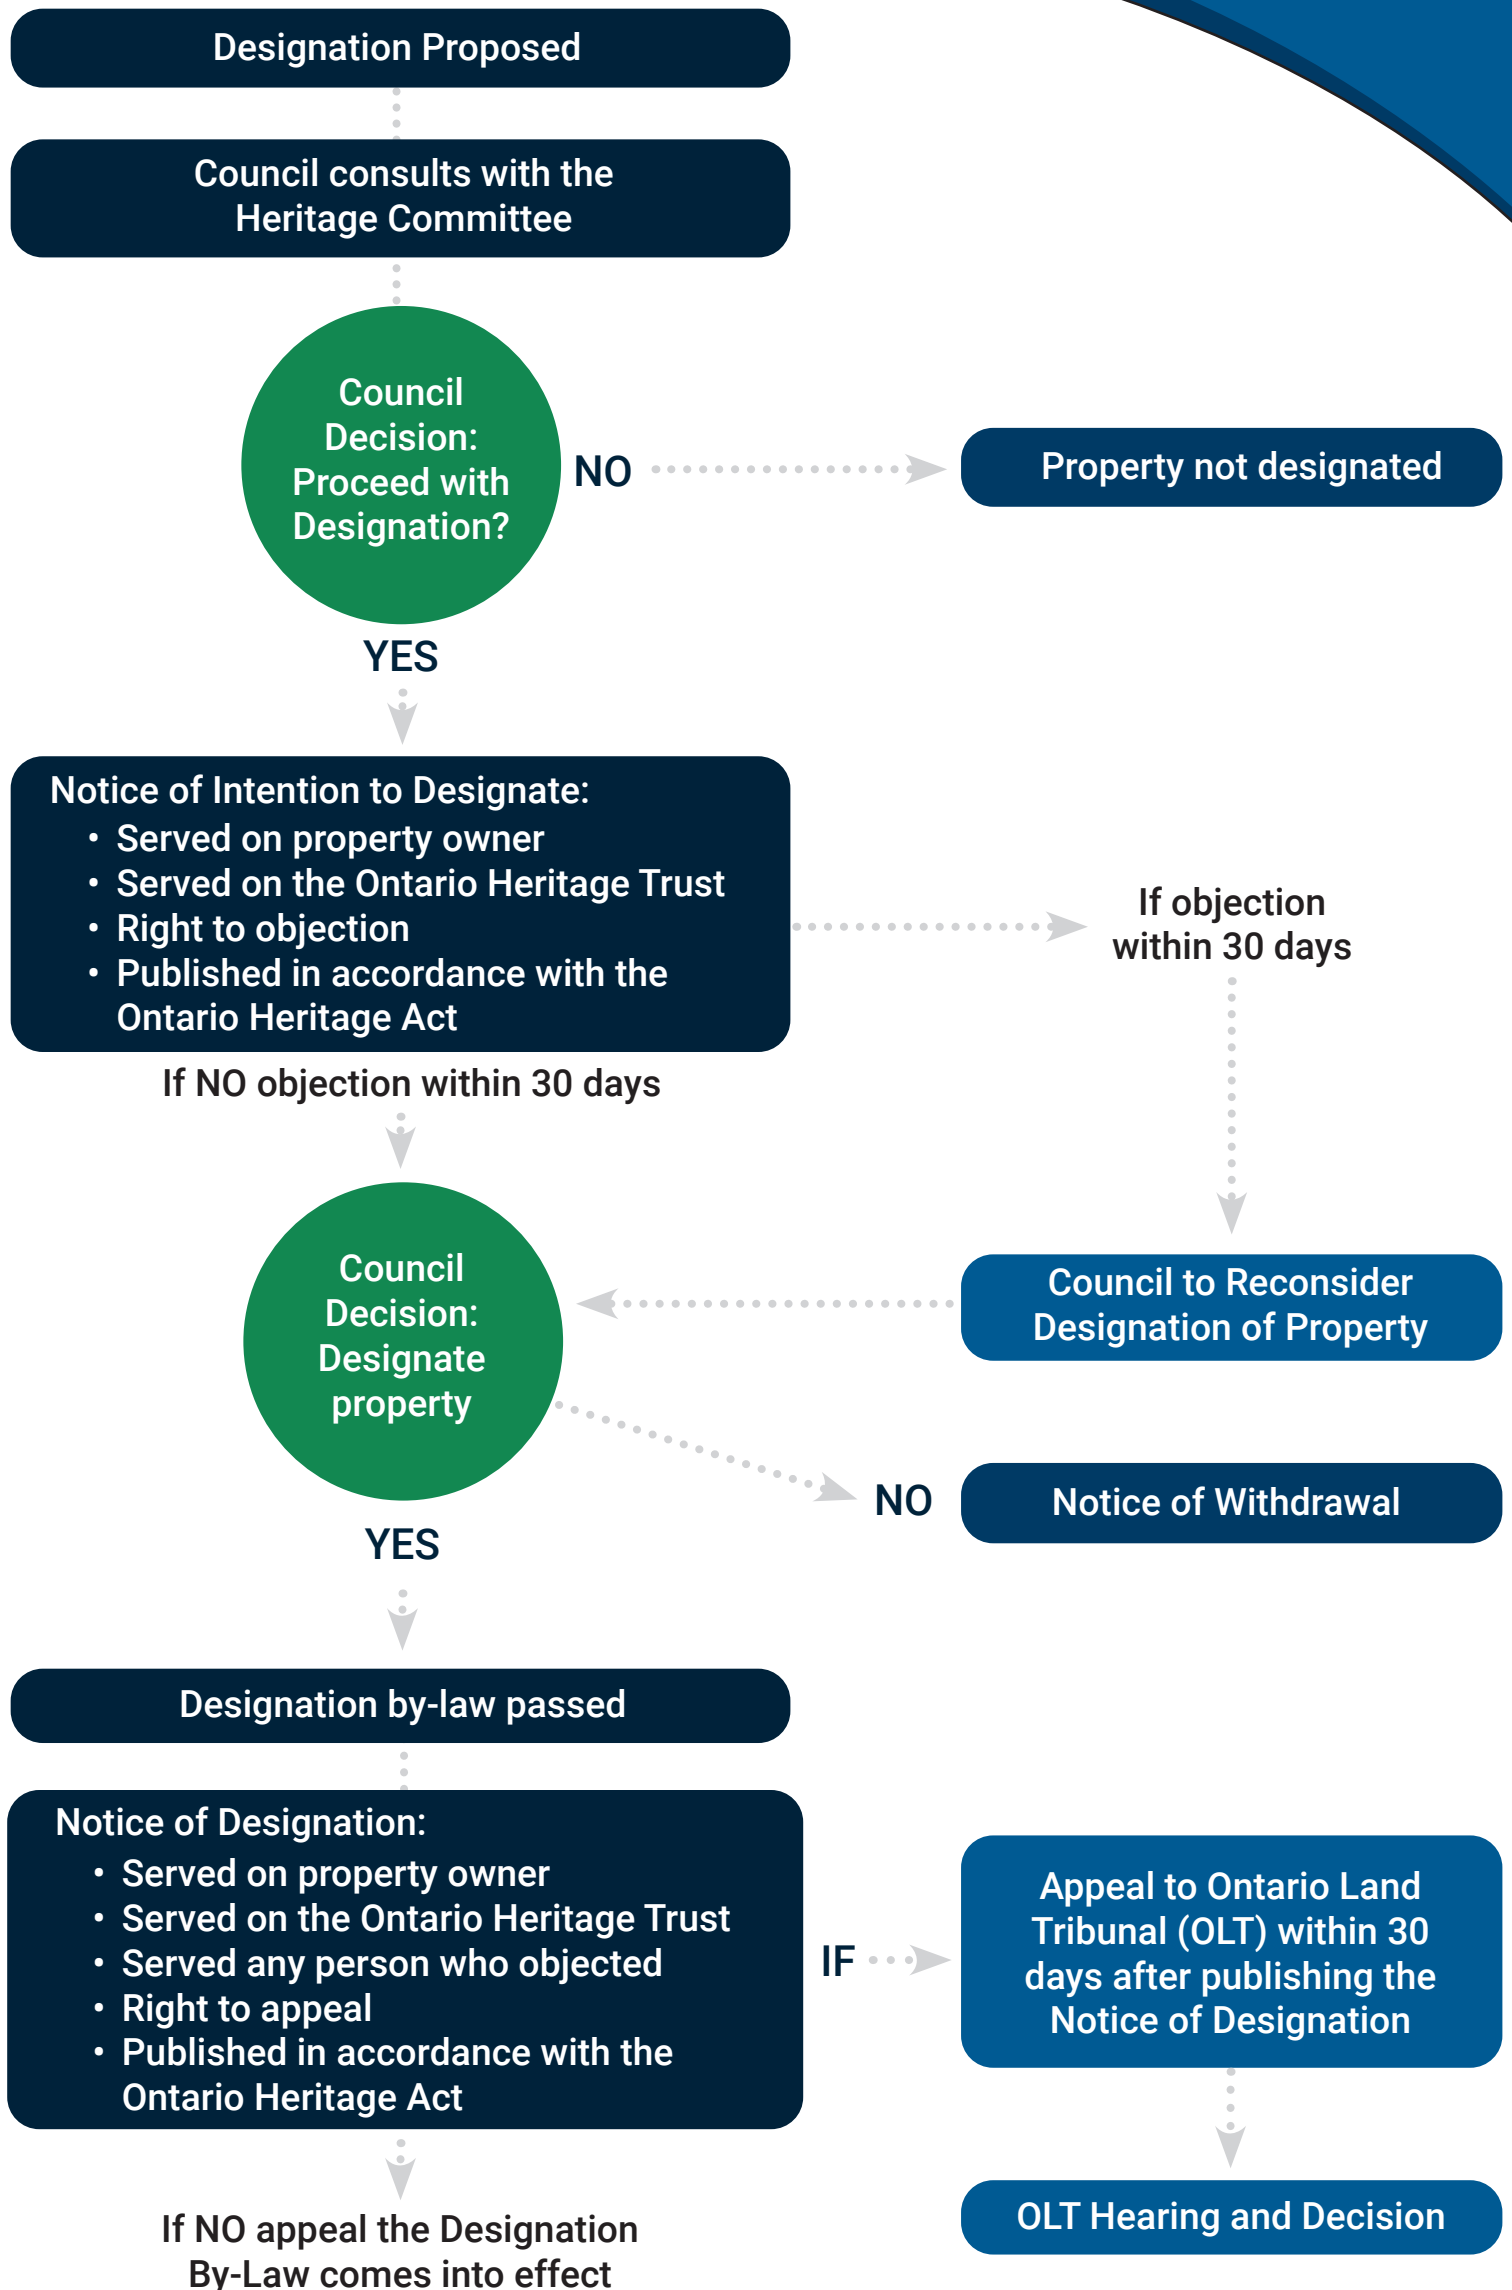 Designation Proposed
Council consults with the
Heritage Committee
Council
Decision:
Proceed with
Designation?
NO
Property not designated
YES
Notice of Intention to Designate:
• Served on property owner
• Served on the Ontario Heritage Trust
• Right to objection
• Published in accordance with the
Ontario Heritage Act
If objection
within 30 days
If NO objection within 30 days
Council
Decision:
Designate
property
Council to Reconsider
Designation of Property
NO
Notice of Withdrawal
YES
Designation by-law passed
Notice of Designation:
• Served on property owner
• Served on the Ontario Heritage Trust
• Served any person who objected
• Right to appeal
• Published in accordance with the
Ontario Heritage Act
IF
Appeal to Ontario Land
Tribunal (OLT) within 30
days after publishing the
Notice of Designation
OLT Hearing and Decision
If NO appeal the Designation
By-Law comes into effect